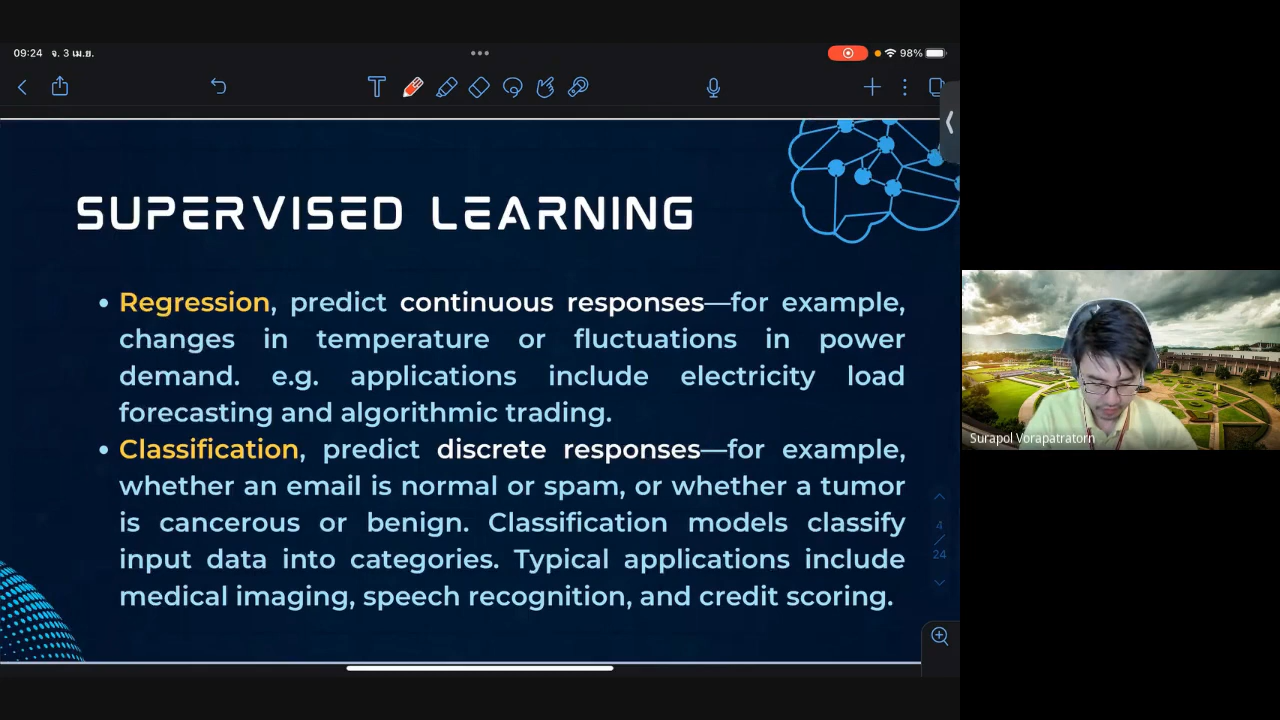 09:24 จ. 3 เม.ย.
98%
SUPERVISED LEARNING
• Regression, predict continuous responses—for example,
changes in temperature or fluctuations in power
demand. e.g. applications include electricity load
forecasting and algorithmic trading.
• Classification, predict discrete responses—for example,
whether an email is normal or spam, or whether a tumor
is cancerous or benign. Classification models classify
input data into categories. Typical applications include
medical imaging, speech recognition, and credit scoring.
4
/
24
Surapol Vorapatratorn